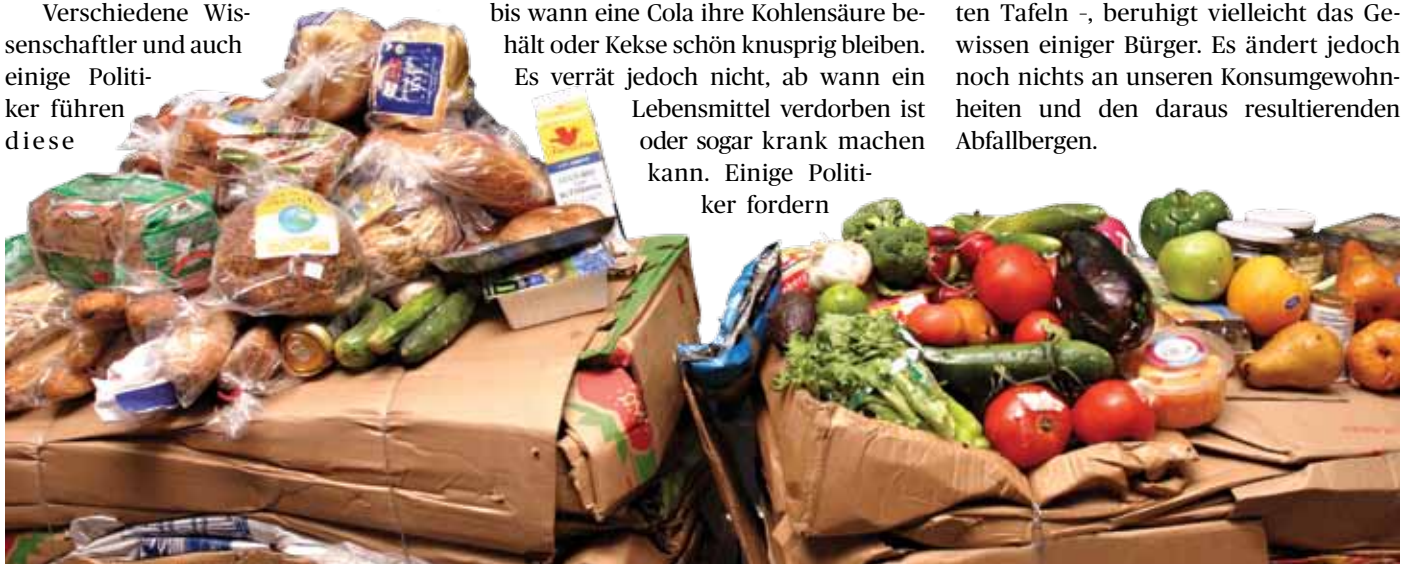 Verschiedene Wis-
senschaftler und auch
einige Politi-
ker führen
diese
bis wann eine Cola ihre Kohlensäure be-
hält oder Kekse schön knusprig bleiben.
Es verrät jedoch nicht, ab wann ein
Lebensmittel verdorben ist
oder sogar krank machen
kann. Einige Politi-
ker fordern
ten Tafeln -, beruhigt vielleicht das Ge-
wissen einiger Bürger. Es ändert jedoch
noch nichts an unseren Konsumgewohn-
heiten und den daraus resultierenden
Abfallbergen.